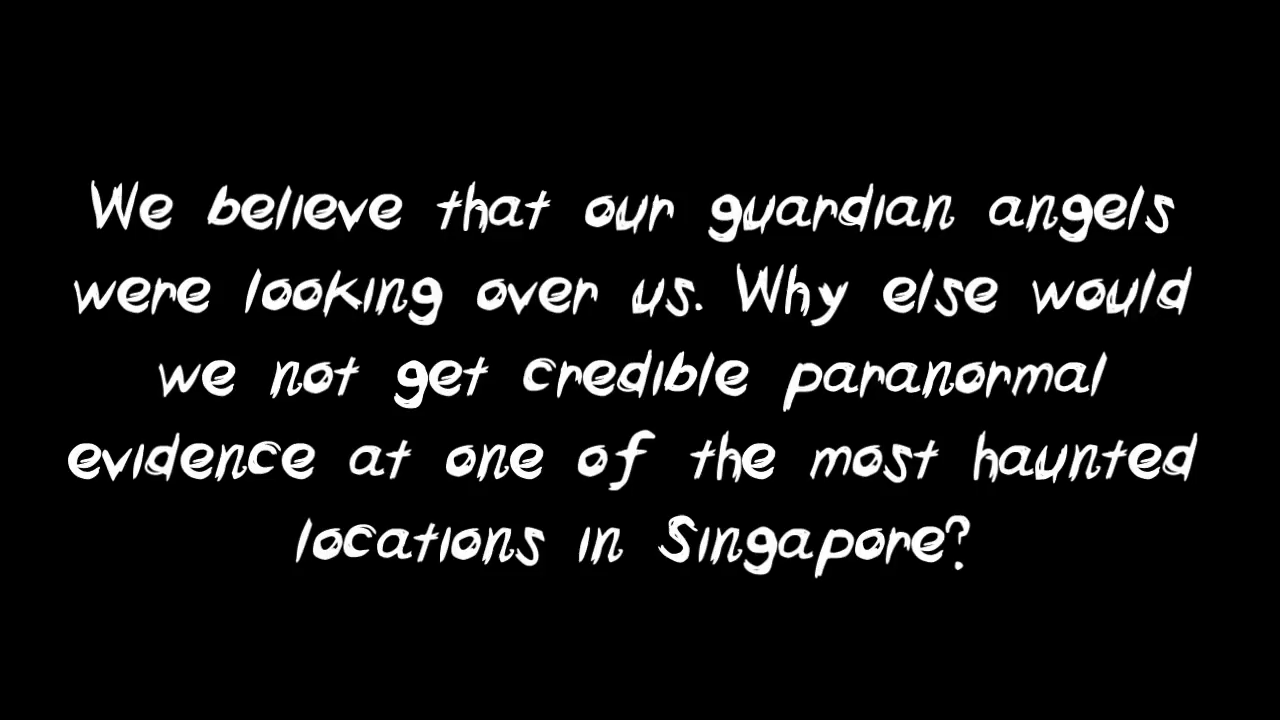 We believe that our guardian angels
were looking over us. Why else would
we not get credible paranormal
evidence at one of the most haunted
locations in Singapore?